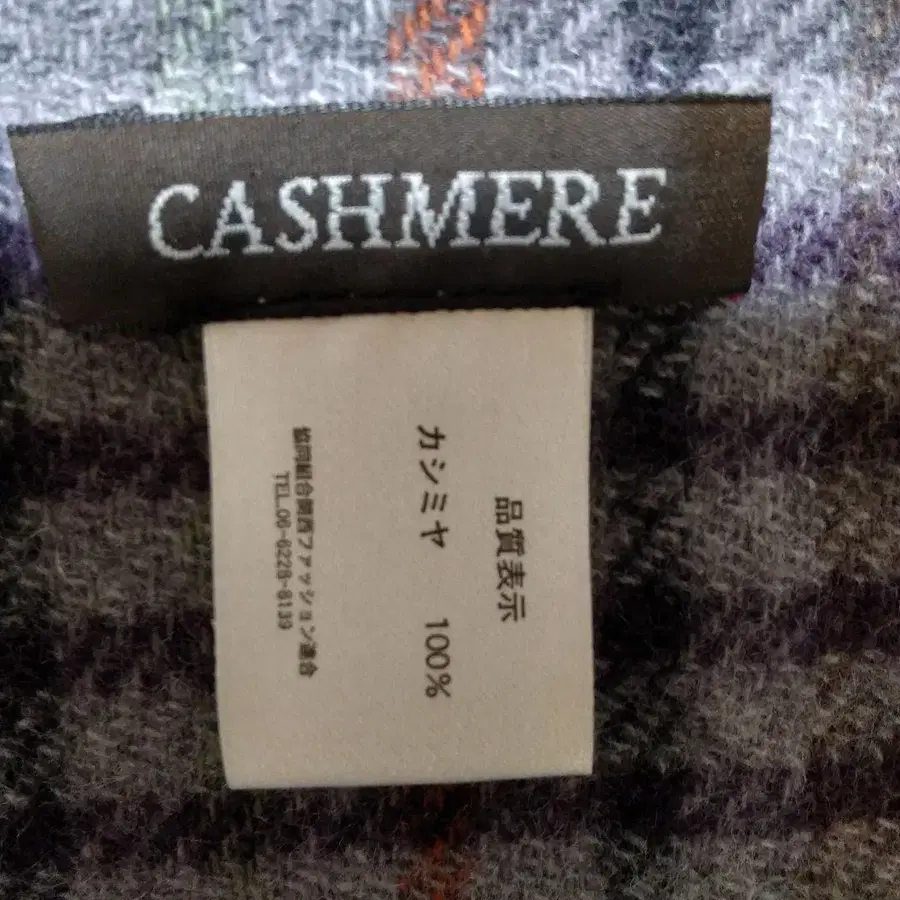 CASHMERE
品質表示
カシミヤ 100%
協同組合関西ファッション連合
TEL.06-6228-8139